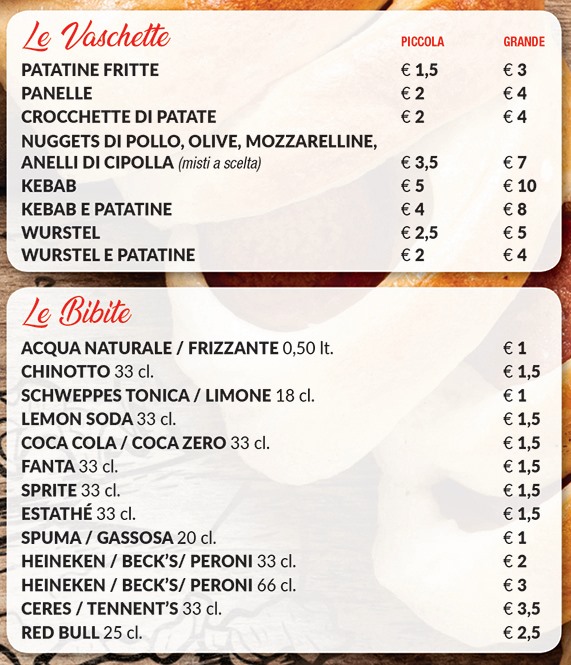 Le Vaschette PICCOLA GRANDE
PATATINE FRITTE € 1,5 € 3
PANELLE € 2 € 4
CROCCHETTE DI PATATE € 2 € 4
NUGGETS DI POLLO, OLIVE, MOZZARELLINE,
ANELLI DI CIPOLLA (misti a scelta) € 3,5 € 7
KEBAB € 5 € 10
KEBAB E PATATINE € 4 € 8
WURSTEL € 2,5 € 5
WURSTEL E PATATINE € 2 € 4
Le Bibite
ACQUA NATURALE / FRIZZANTE 0,50 lt. € 1
CHINOTTO 33 cl. € 1,5
SCHWEPPES TONICA / LIMONE 18 cl. € 1
LEMON SODA 33 cl. € 1,5
COCA COLA / COCA ZERO 33 cl. € 1,5
FANTA 33 cl. € 1,5
SPRITE 33 cl. € 1,5
ESTATHÉ 33 cl. € 1,5
SPUMA / GASSOSA 20 cl. € 1
HEINEKEN / BECK'S/ PERONI 33 cl. € 2
HEINEKEN / BECK'S/ PERONI 66 cl. € 3
CERES / TENNENT'S 33 cl. € 3,5
RED BULL 25 cl. € 2,5